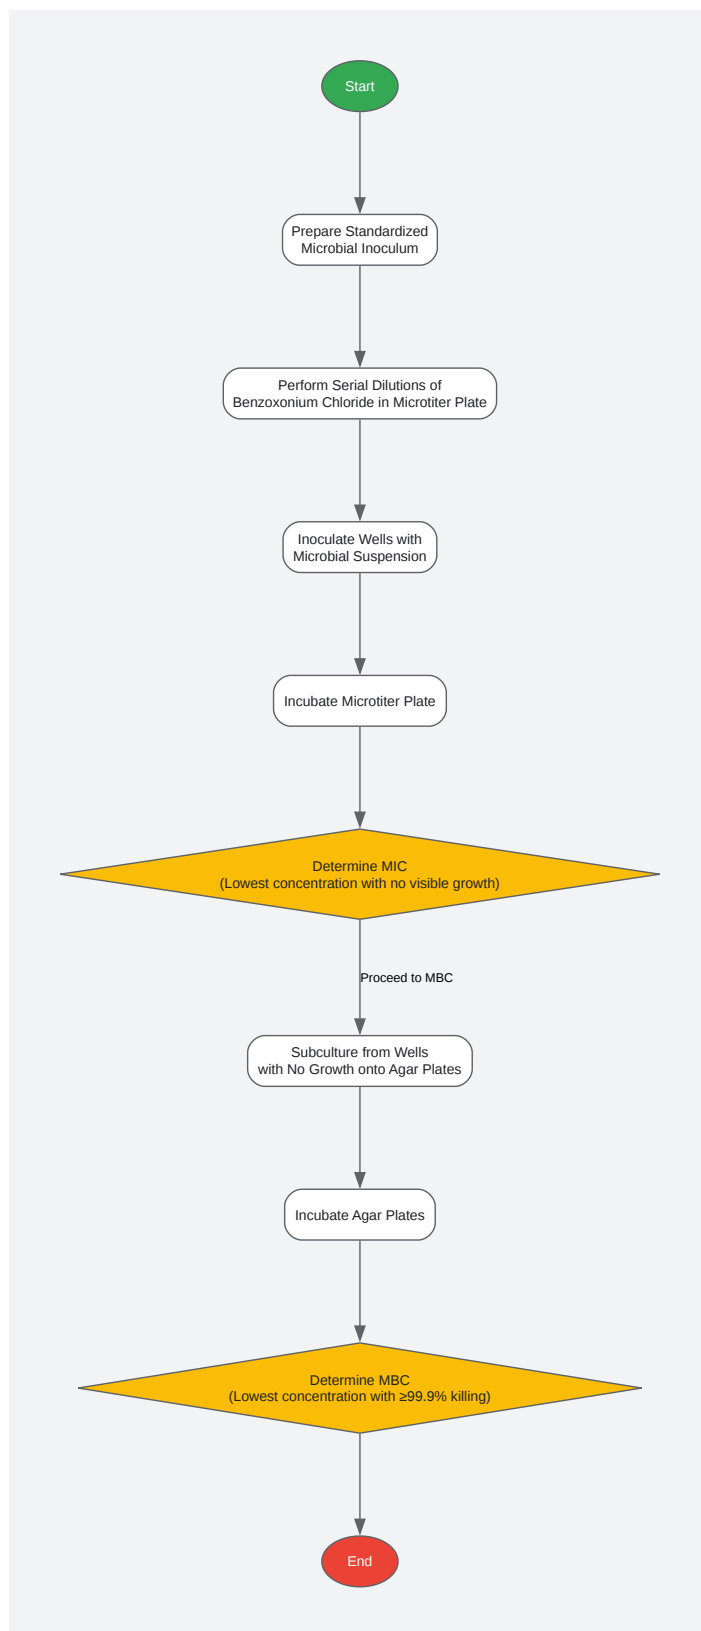 Start
Prepare Standardized
Microbial Inoculum
Perform Serial Dilutions of
Benzoxonium Chloride in Microtiter Plate
Inoculate Wells with
Microbial Suspension
Incubate Microtiter Plate
Determine MIC
(Lowest concentration with no visible growth)
Proceed to MBC
Subculture from Wells
with No Growth onto Agar Plates
Incubate Agar Plates
Determine MBC
(Lowest concentration with ≥99.9% killing)
End